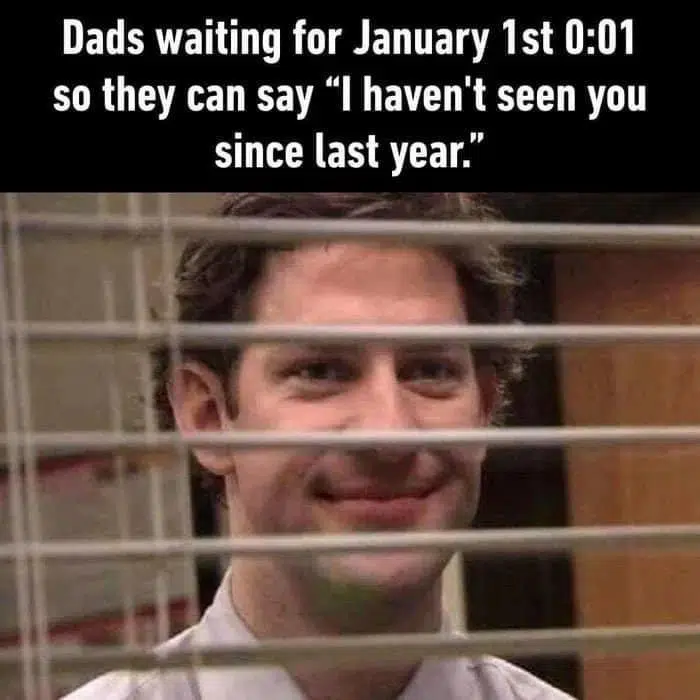 Dads waiting for January 1st 0:01
so they can say “I haven't seen you
since last year.”